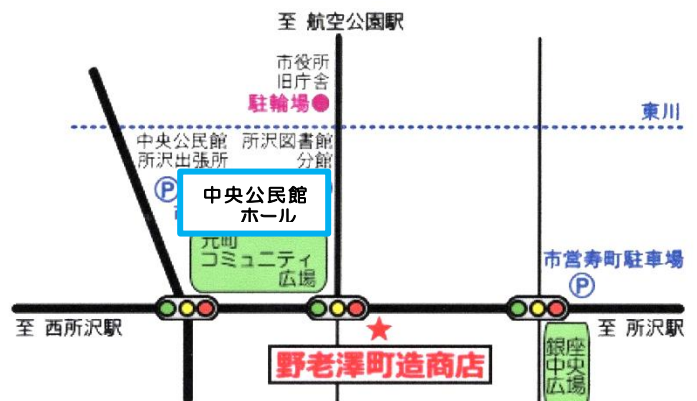 至 航空公園駅
市役所
旧庁舎
駐輪場
東川
中央公民館
所沢出張所
所沢図書館
分館
P
中央公民館
ホール
元町
コミュニティ
広場
市営寿町駐車場
P
至 西所沢駅
至 所沢駅
野老澤町造商店
銀座
中央
広場